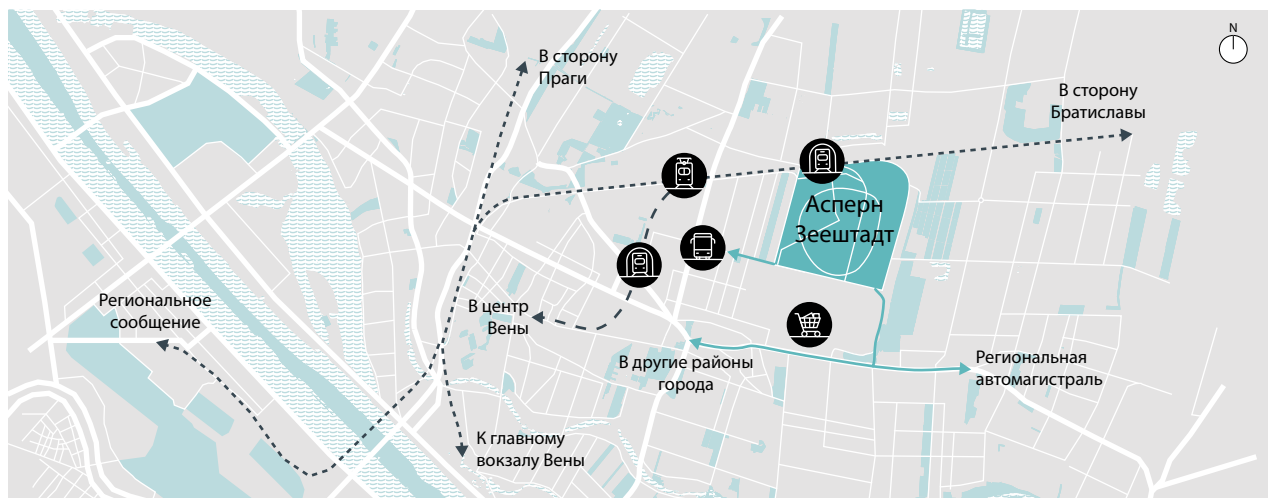 N
В сторону
Праги
В сторону
Братиславы
Асперн
Зеештадт
Региональное
сообщение
В центр
Вены
В другие районы
города
Региональная
автомагистраль
К главному
вокзалу Вены